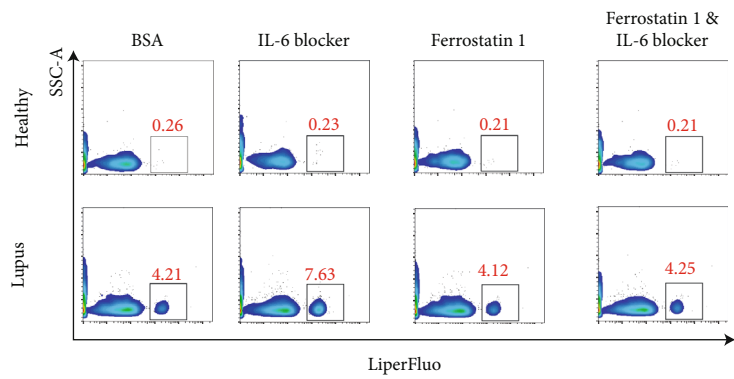 BSA
IL-6 blocker
Ferrostatin 1
Ferrostatin 1 &
IL-6 blocker
SSC-A
Healthy
0.26
0.23
0.21
0.21
Lupus
4.21
7.63
4.12
4.25
LiperFluo